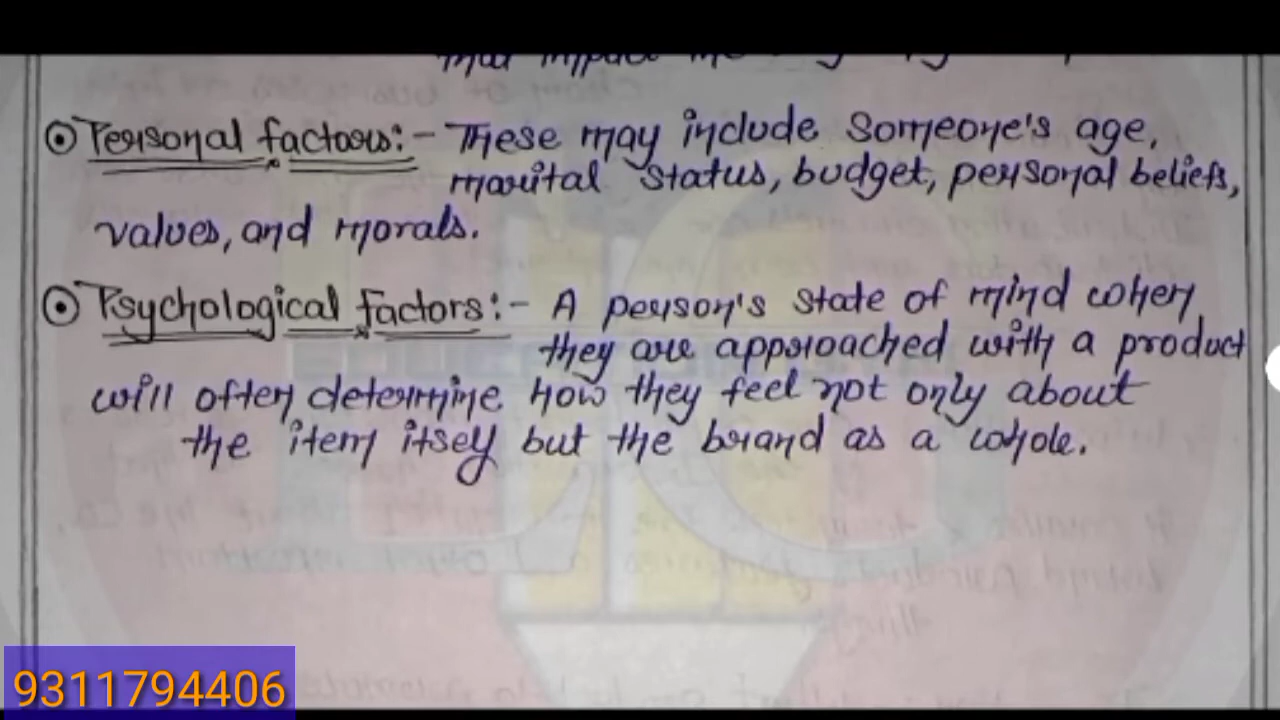 ⊙ Personal factors:- These may include someone's age,
marital status, budget, personal beliefs,
values, and morals.
⊙ Psychological factors:- A person's state of mind when
they are approached with a product
will often determine how they feel not only about
the item itself but the brand as a whole.
9311794406